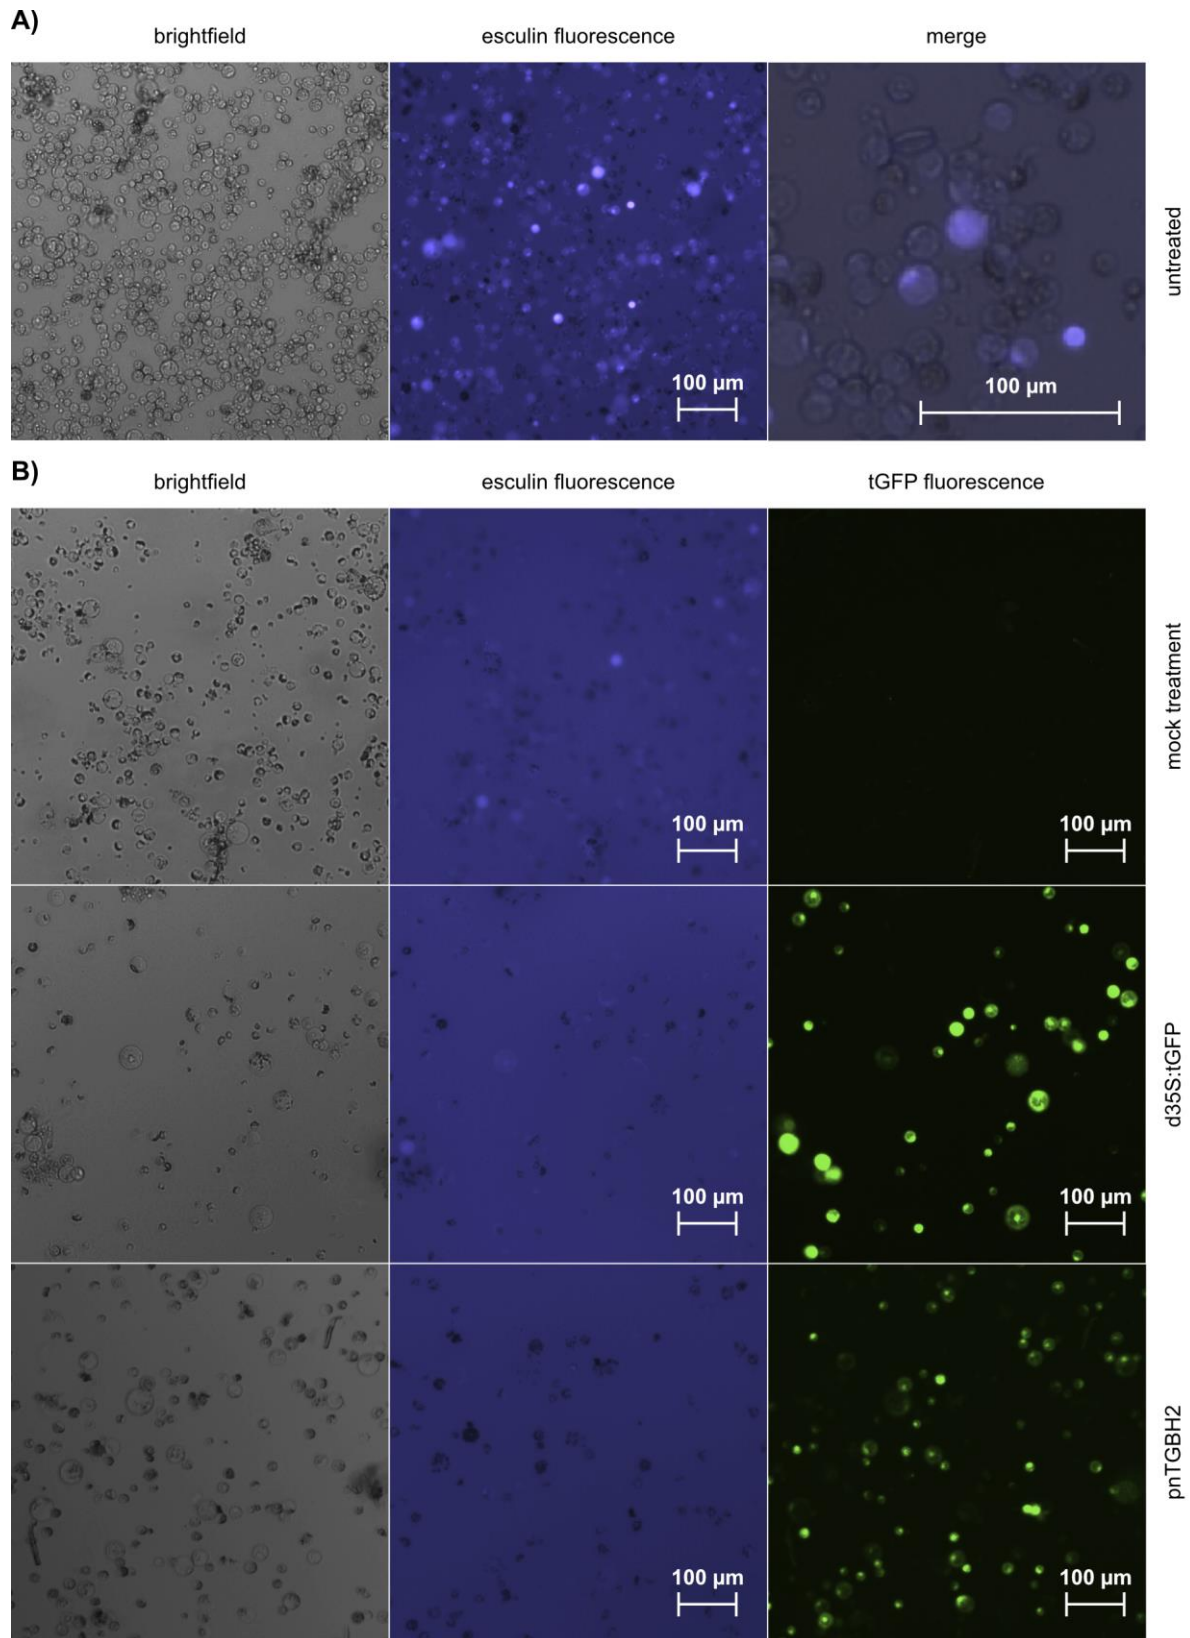 A)
brightfield esculin fluorescence merge
100 µm 100 µm
untreated
B)
brightfield esculin fluorescence tGFP fluorescence
100 µm 100 µm
mock treatment
100 µm 100 µm
d35S:tGFP
100 µm 100 µm
pnTGBH2